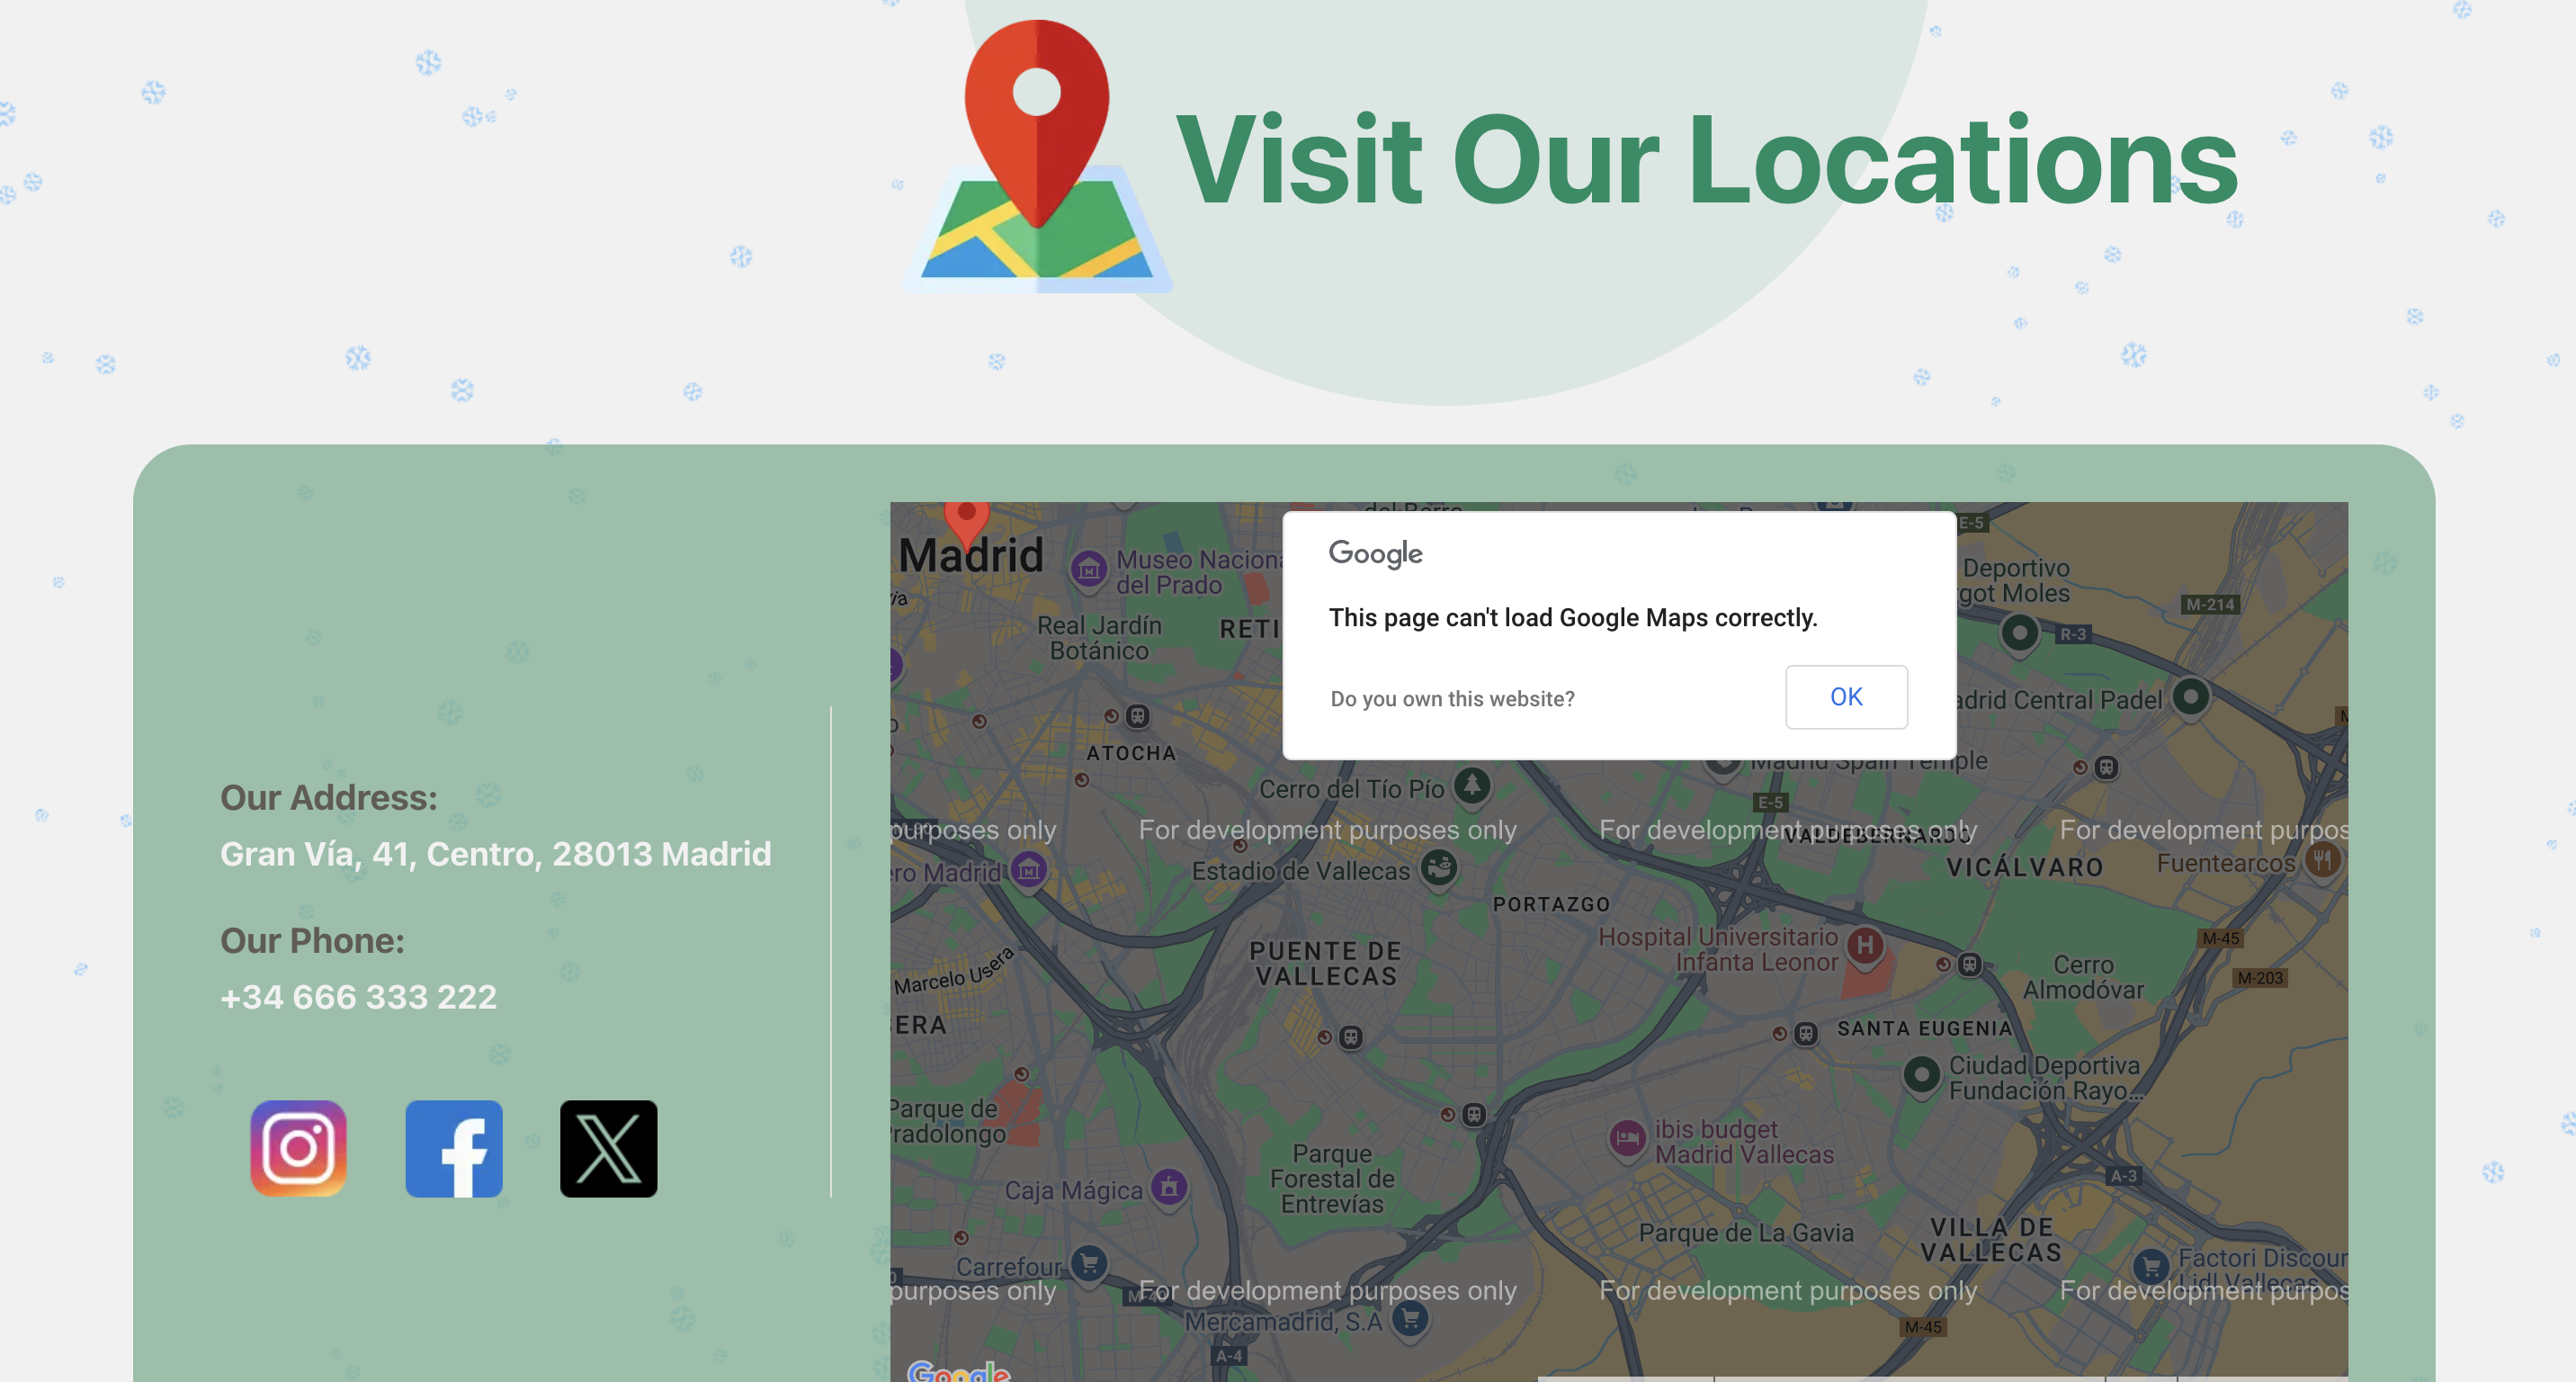 Visit Our Locations
Our Address:
Gran Vía, 41, Centro, 28013 Madrid
Our Phone:
+34 666 333 222
Madrid
Museo Naciona
del Prado
Real Jardín
Botánico
RETI
Google
This page can't load Google Maps correctly.
Do you own this website?
OK
E-5
Deportivo
got Moles
M-214
R-3
adrid Central Padel
ATOCHA
Madrid Spain Temple
Cerro del Tío Pío
E-5
purposes only
For development purposes only
For development purposes only
For development purpos
VALDEBERNARDO
ero Madrid
Estadio de Vallecas
VICÁLVARO
Fuentearcos
PORTAZGO
PUENTE DE
VALLECAS
Hospital Universitario
Infanta Leonor
M-45
Cerro
Almodóvar
M-203
Marcelo Usera
SERA
SANTA EUGENIA
Ciudad Deportiva
Fundación Rayo...
Parque de
Pradolongo
ibis budget
Madrid Vallecas
Parque
Forestal de
Entrevías
Caja Mágica
A-3
Parque de La Gavia
VILLA DE
VALLECAS
Carrefour
Factori Discour
Lidl Vallecas
purposes only
M-40
For development purposes only
For development purposes only
For development purpos
Mercamadrid, S.A
M-45
A-4
Google